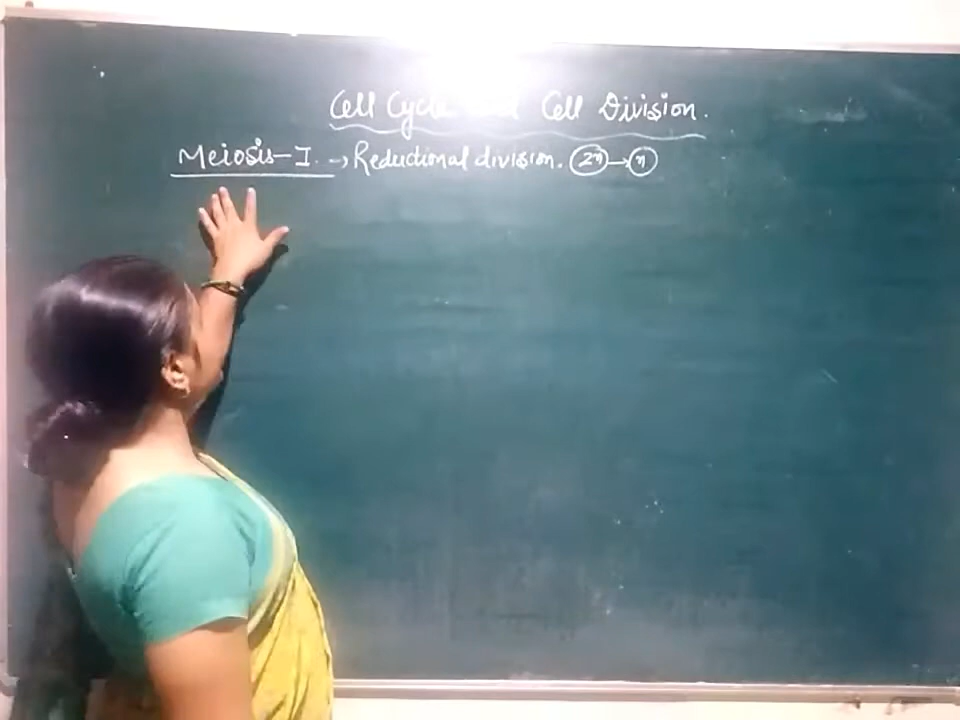 Cell Cycle and Cell Division.
Meiosis-I. → Reductional division. 2n → n